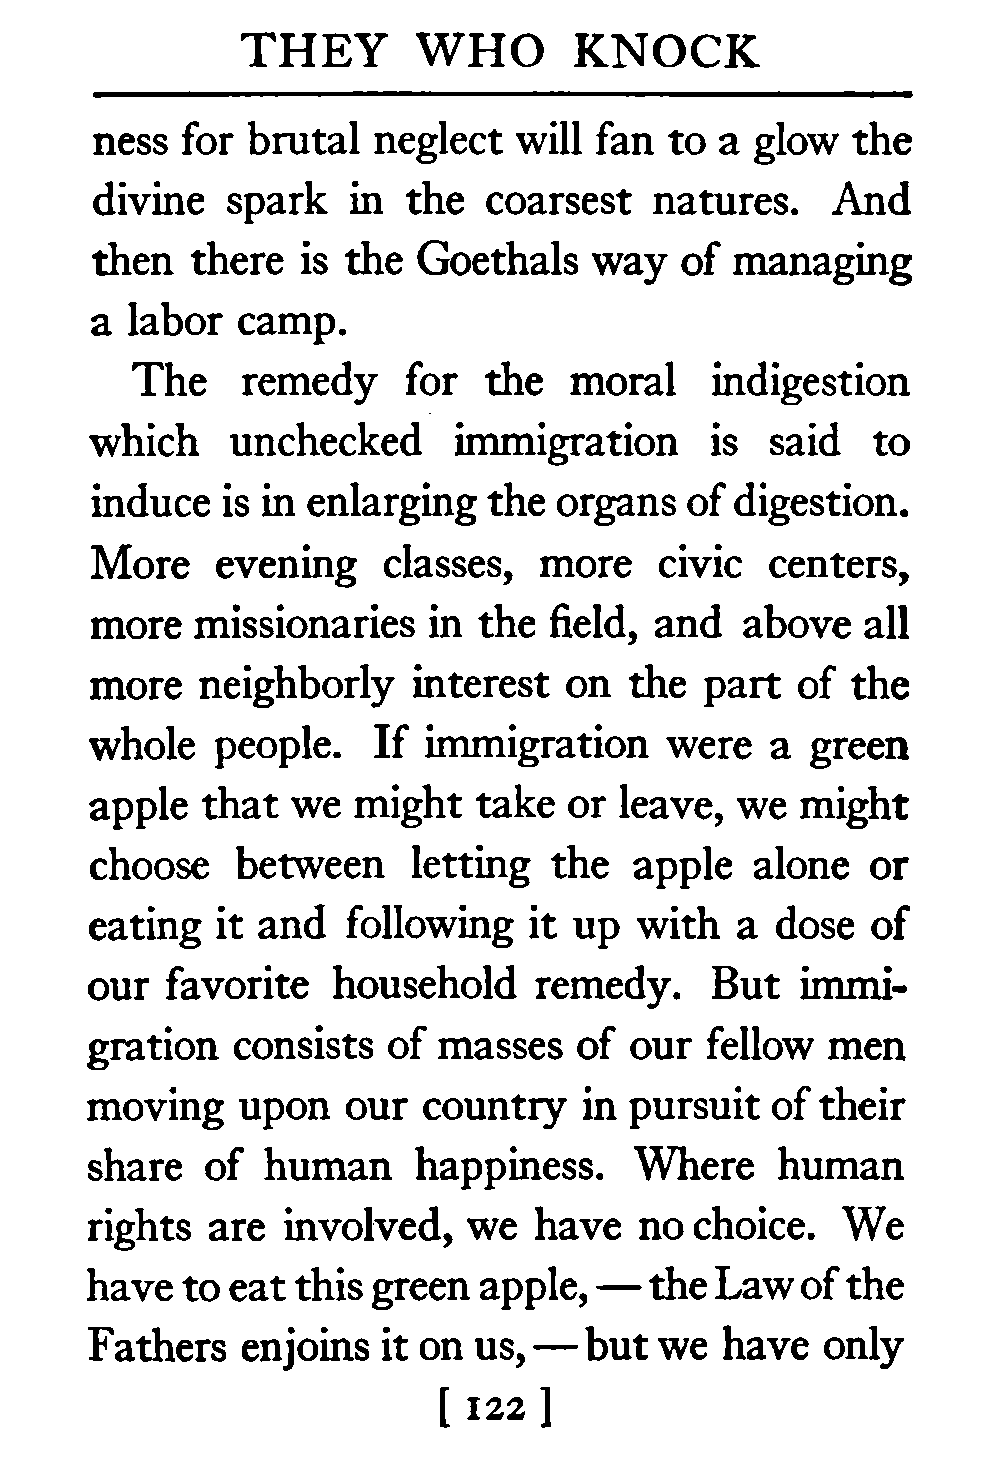 THEY WHO KNOCK
ness for brutal neglect will fan to a glow the
divine spark in the coarsest natures. And
then there is the Goethals way of managing
a labor camp.
The remedy for the moral indigestion
which unchecked immigration is said to
induce is in enlarging the organs of digestion.
More evening classes, more civic centers,
more missionaries in the field, and above all
more neighborly interest on the part of the
whole people. If immigration were a green
apple that we might take or leave, we might
choose between letting the apple alone or
eating it and following it up with a dose of
our favorite household remedy. But immi-
gration consists of masses of our fellow men
moving upon our country in pursuit of their
share of human happiness. Where human
rights are involved, we have no choice. We
have to eat this green apple, — the Law of the
Fathers enjoins it on us, — but we have only
[ 122 ]